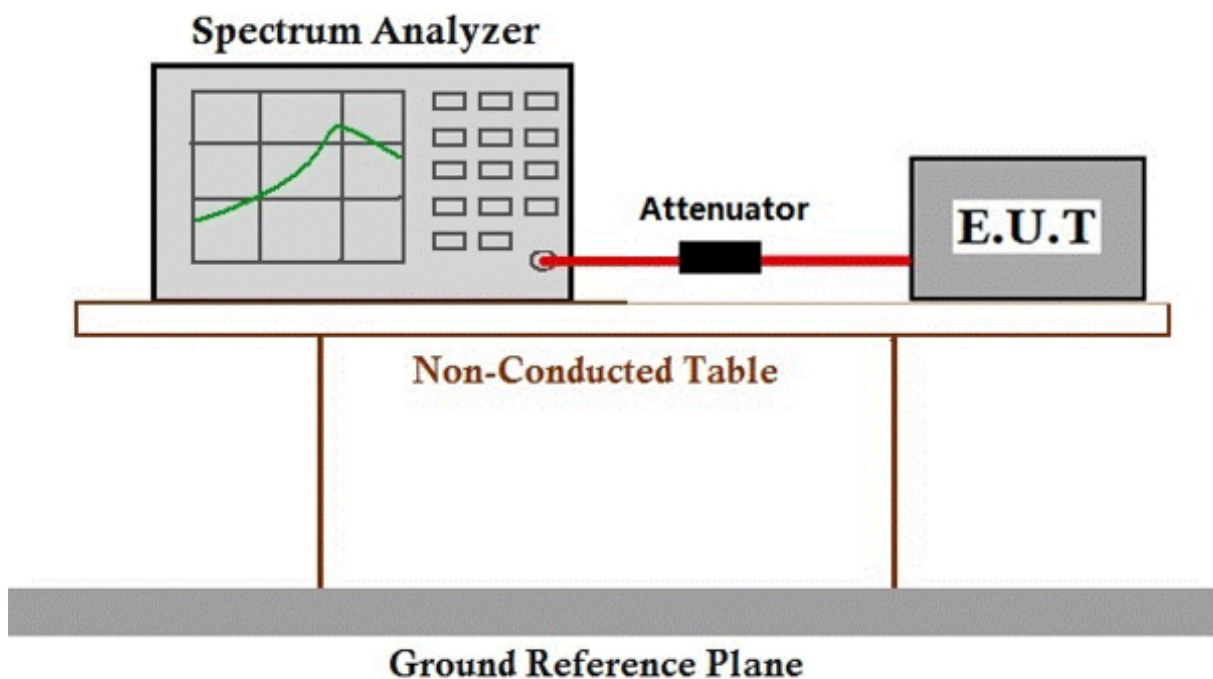 Spectrum Analyzer
Attenuator
E.U.T
Non-Conducted Table
Ground Reference Plane